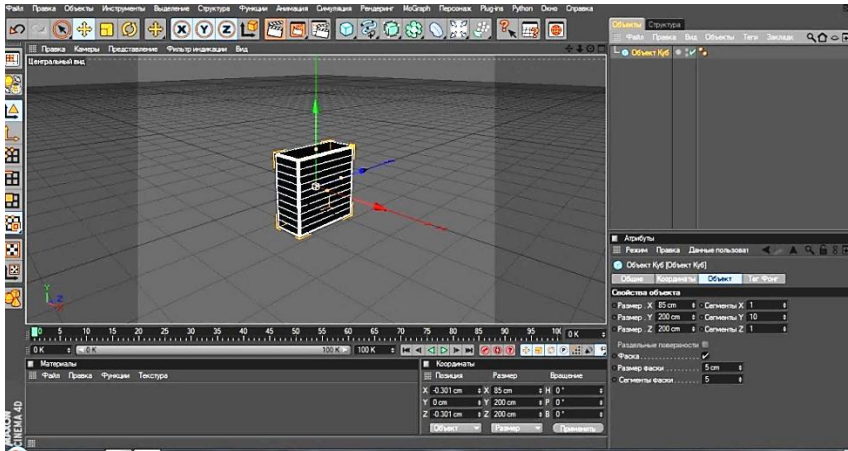 Файл Правка Объекты Инструменты Выделение Структура Функции Анимация Симуляция Рендеринг MoGraph Персонаж Plug-ins Python Окно Справка
Объекты Структура
Файл Правка Вид Объекты Теги Закладк
Объект Куб
Правка Камеры Представление Фильтр индикации Вид
Центральный вид
Y
Z
X
0 5 10 15 20 25 30 35 40 45 50 55 60 65 70 75 80 85 90 95 10( 0 K
0 K 0 K 100 K 100 K
Атрибуты
Режим Правка Данные пользоват
Объект Куб [Объект Куб]
Общие Координаты Объект Тег Фонг
Свойства объекта
Размер . X 85 cm Сегменты X 1
Размер . Y 200 cm Сегменты Y 10
Размер . Z 200 cm Сегменты Z 1
Раздельные поверхности
Фаска
Размер фаски 5 cm
Сегменты фаски 5
Материалы
Файл Правка Функции Текстура
Координаты
Позиция Размер Вращение
X -0.301 cm X 85 cm H 0 °
Y 0 cm Y 200 cm P 0 °
Z -0.301 cm Z 200 cm B 0 °
Объект Размер Применить
MAXON
CINEMA 4D